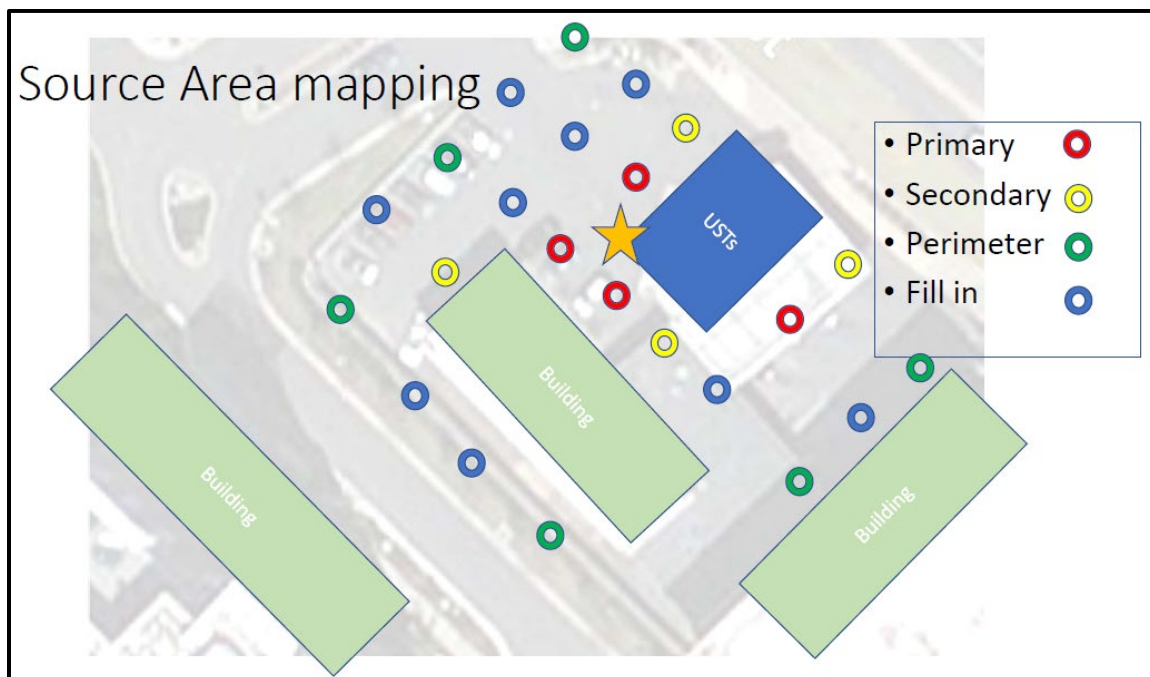 Source Area mapping
• Primary
• Secondary
• Perimeter
• Fill in
USTs
Building
Building
Building